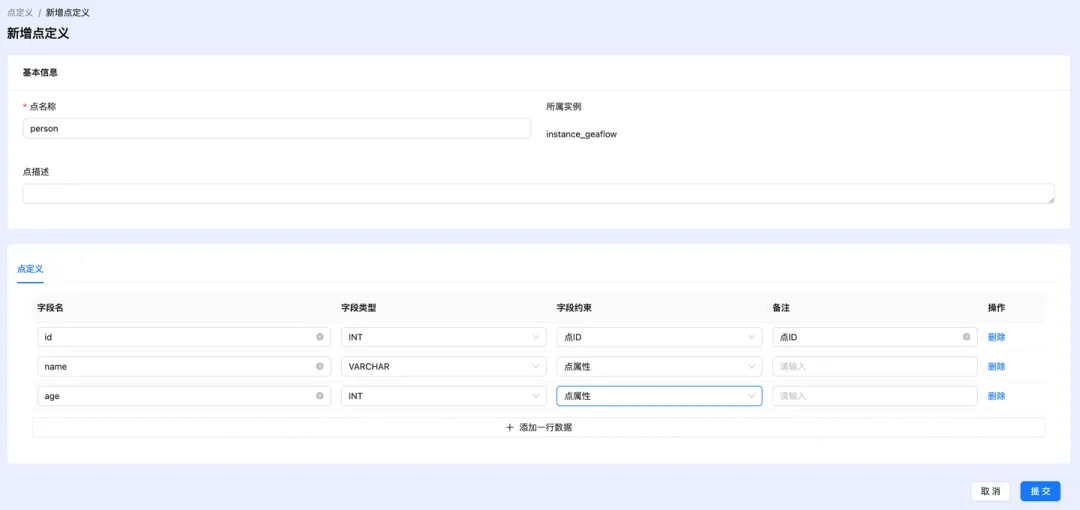 点定义 / 新增点定义
新增点定义
基本信息
* 点名称 所属实例
person instance_geaflow
点描述
点定义
字段名 字段类型 字段约束 备注 操作
id INT 点ID 点ID 删除
name VARCHAR 点属性 请输入 删除
age INT 点属性 请输入 删除
+ 添加一行数据
取 消 提 交